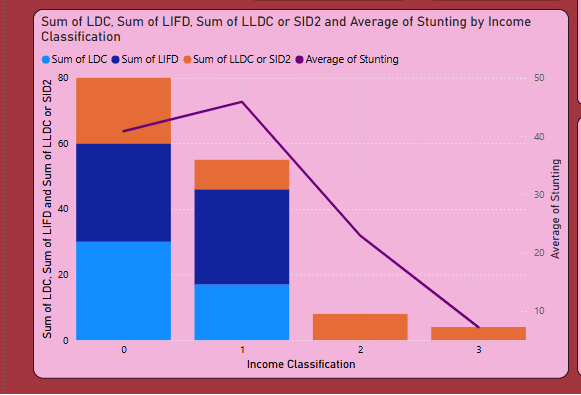 Sum of LDC, Sum of LIFD, Sum of LLDC or SID2 and Average of Stunting by Income
Classification
Sum of LDC Sum of LIFD Sum of LLDC or SID2 Average of Stunting
Sum of LDC, Sum of LIFD and Sum of LLDC or SID2
80
60
40
20
0
50
40
30
20
10
Average of Stunting
0 1 2 3
Income Classification